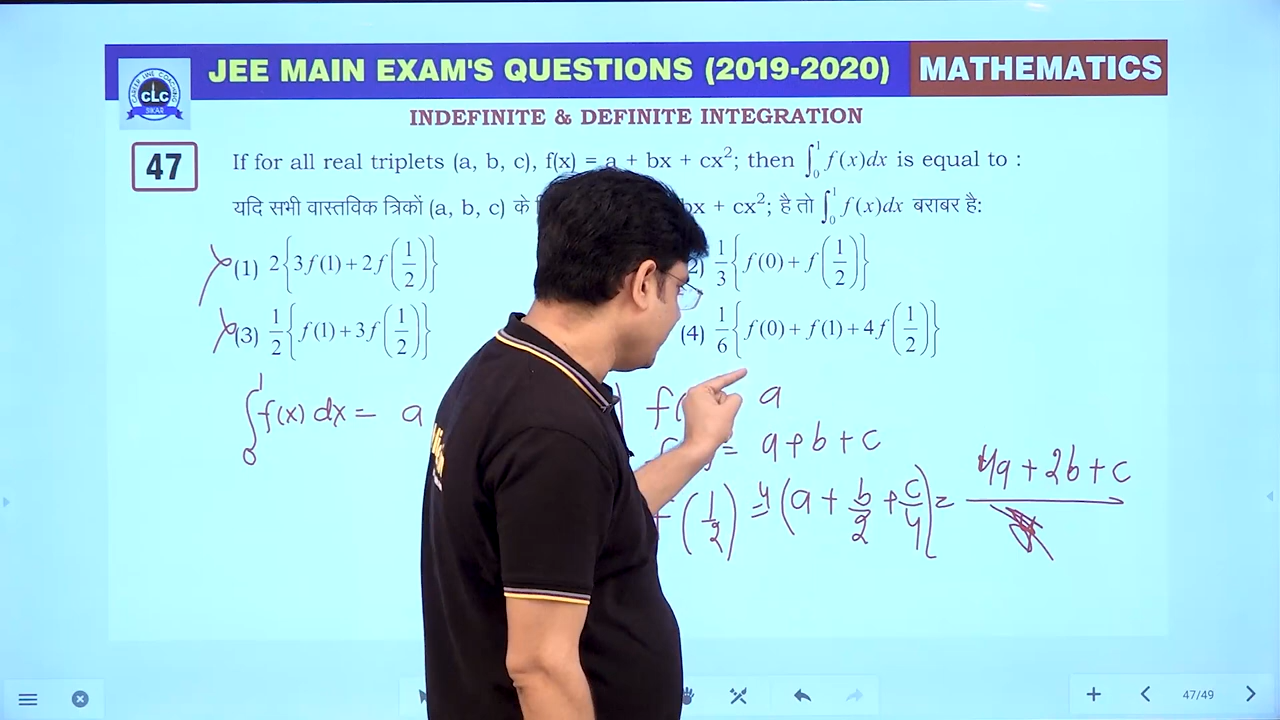 JEE MAIN EXAM'S QUESTIONS (2019-2020) MATHEMATICS
CLC
SIKAR
INDEFINITE & DEFINITE INTEGRATION
47
If for all real triplets (a, b, c), f(x) = a + bx + cx²; then ∫₀¹ f(x)dx is equal to :
यदि सभी वास्तविक त्रिकों (a, b, c) के bx + cx²; है तो ∫₀¹ f(x)dx बराबर है:
(1) 2{3f(1)+2f(1/2)}
2) 1/3{f(0)+f(1/2)}
(3) 1/2{f(1)+3f(1/2)}
(4) 1/6{f(0)+f(1)+4f(1/2)}
∫₀¹ f(x) dx = a
f( a
= a+b+c
(1/2) = 4(a + b/2 + c/4) = 4a+2b+c
47/49